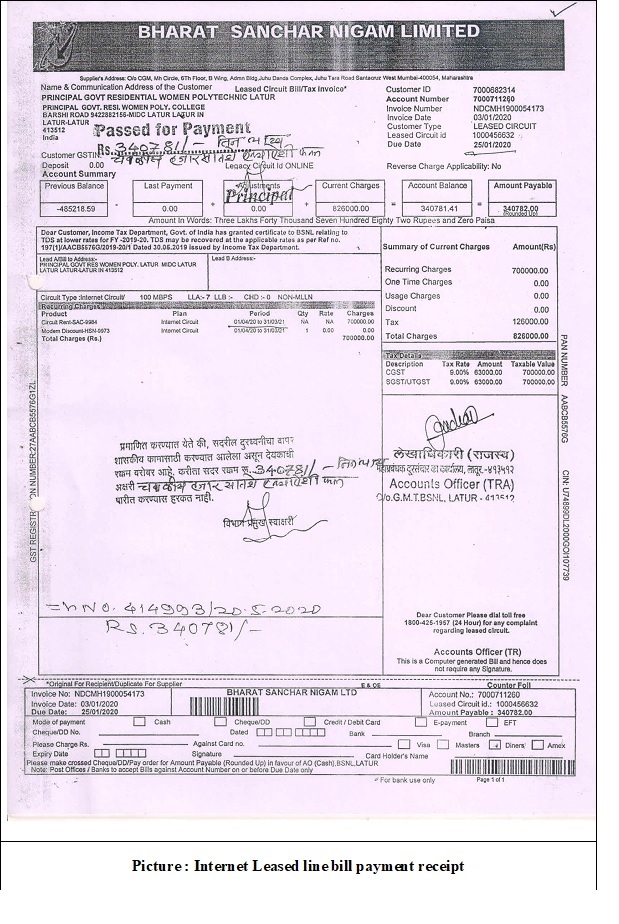 BHARAT SANCHAR NIGAM LIMITED
Supplier's Address: C/o CGM, Mh Circle, 6Th Floor, B Wing, Admn Bldg,Juhu Danda Complex, Juhu Tara Road Santacruz West Mumbai-400054, Maharashtra
Name & Communication Address of the Customer
Leased Circuit Bill/Tax Invoice*
PRINCIPAL GOVT RESIDENTIAL WOMEN POLYTECHNIC LATUR
PRINCIPAL GOVT. RESI. WOMEN POLY. COLLEGE
BARSHI ROAD 9422882156-MIDC LATUR LATUR IN
LATUR-LATUR
413512
India
Customer ID 7000682314
Account Number 7000711260
Invoice Number NDCMH1900054173
Invoice Date 03/01/2020
Customer Type LEASED CIRCUIT
Leased Circuit id 1000456632
Due Date 25/01/2020
Passed for Payment
Rs. 340781/-
Customer GSTIN:
Deposit 0.00
Legacy Circuit Id ONLINE
Reverse Charge Applicability: No
Account Summary
Previous Balance Last Payment Adjustments Current Charges Account Balance Amount Payable
-485218.59 - 0.00 + 0.00 + 826000.00 = 340781.41 = 340782.00
(Rounded Up)
Principal
Amount In Words: Three Lakhs Forty Thousand Seven Hundred Eighty Two Rupees and Zero Paisa
Dear Customer, Income Tax Department, Govt. of India has granted certificate to BSNL relating to
TDS at lower rates for FY -2019-20. TDS may be recovered at the applicable rates as per Ref no.
197(1)/AACB5576G/2019-20/1 Dated 30.06.2019 issued by Income Tax Department.
Lead A
PRINCIPAL GOVT RES WOMEN POLY. LATUR MIDC LATUR
LATUR LATUR-LATUR IN 413512
Lead B Address:-
Summary of Current Charges Amount(Rs)
Recurring Charges 700000.00
One Time Charges 0.00
Usage Charges 0.00
Discount 0.00
Tax 126000.00
Total Charges 826000.00
Circuit Type :Internet Circuit/ 100 MBPS LLA:- 7 LLB :- CHD :- 0 NON-MLLN
Recurring Charges
Product Plan Period Qty Rate Charges
Circuit Rent-SAC-9984 Internet Circuit 01/04/20 to 31/03/21 NA NA 700000.00
Modem Discount-HSN-9973 Internet Circuit 01/04/20 to 31/03/21 1 0.00 0.00
Total Charges (Rs.) 700000.00
Tax Details
Description Tax Rate Amount Taxable Value
CGST 9.00% 63000.00 700000.00
SGST/UTGST 9.00% 63000.00 700000.00
PAN NUMBER AABCB5576G
CIN: U74899DL2000GOI107739
ON NUMBER:27AABCB5576G1ZL
GST REGISTR
प्रमाणित करण्यात येते की, सदरील दुरध्वनीचा वापर
शासकीय कामासाठी करण्यात आलेला असून देयकाची
रक्कम बरोबर आहे. करीता सदर रक्कम रू. 340781/-
अक्षरी
पारीत करण्यास हरकत नाही.
विभाग प्रमुख स्वाक्षरी
लेखाधिकारी (राजस्व)
महाप्रबंधक दूरसंचार का कार्यालय, लातूर.-४१३५१२
Accounts Officer (TRA)
O/o.G.M.T.BSNL, LATUR - 413512
414993/20.5.2020
RS. 340781/-
Dear Customer Please dial toll free
1800-425-1957 (24 Hour) for any complaint
regarding leased circuit.
Accounts Officer (TR)
This is a Computer generated Bill and hence does
not require any Signature.
*Original For Recipient/Duplicate For Supplier E & OE Counter Foil
Invoice No: NDCMH1900054173
Invoice Date: 03/01/2020
Due Date: 25/01/2020
BHARAT SANCHAR NIGAM LTD
Account No.: 7000711260
Leased Circuit id.: 1000456632
Amount Payable : 340782.00
Mode of payment Cash Cheque/DD Credit / Debit Card E-payment EFT
Cheque/DD No. Dated Bank Branch
Please Charge Rs. Against Card no. Visa Masters Diners Amex
Expiry Date Signature Card Holder's Name
Please make crossed Cheque/DD/Pay order for Amount Payable (Rounded Up) in favour of AO (Cash),BSNL,LATUR
Note: Post Offices / Banks to accept Bills against Account Number on or before Due Date only
* For bank use only Page 1 of 1
Picture : Internet Leased line bill payment receipt